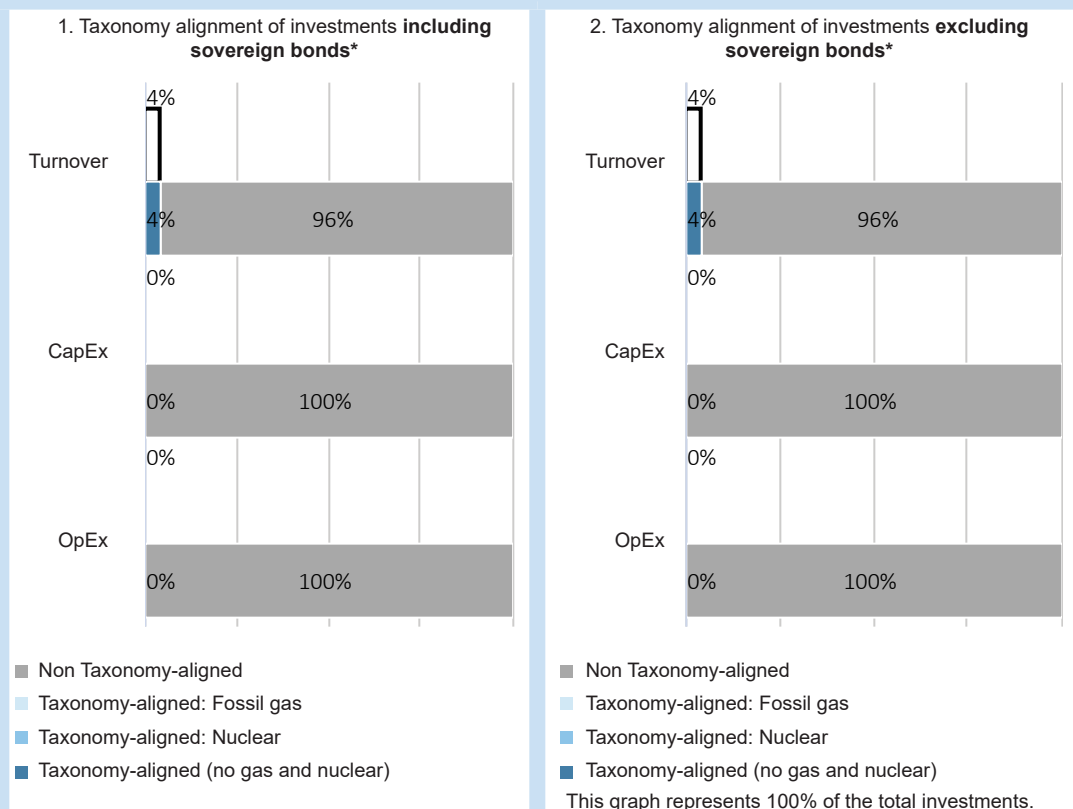 1. Taxonomy alignment of investments including
sovereign bonds*
4%
Turnover
4% 96%
0%
CapEx
0% 100%
0%
OpEx
0% 100%
Non Taxonomy-aligned
Taxonomy-aligned: Fossil gas
Taxonomy-aligned: Nuclear
Taxonomy-aligned (no gas and nuclear)
2. Taxonomy alignment of investments excluding
sovereign bonds*
4%
Turnover
4% 96%
0%
CapEx
0% 100%
0%
OpEx
0% 100%
Non Taxonomy-aligned
Taxonomy-aligned: Fossil gas
Taxonomy-aligned: Nuclear
Taxonomy-aligned (no gas and nuclear)
This graph represents 100% of the total investments.